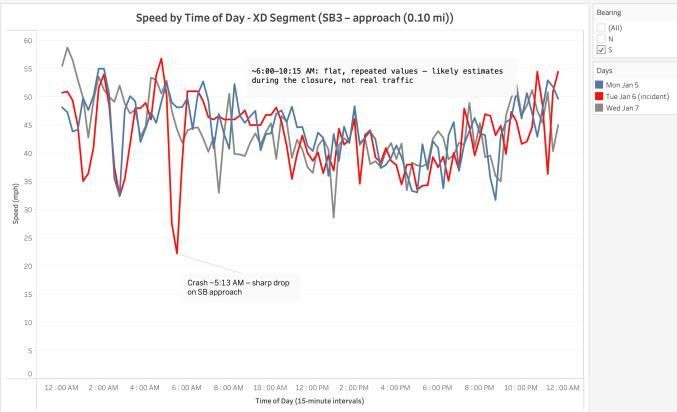 Speed by Time of Day - XD Segment (SB3 – approach (0.10 mi))
Bearing
(All)
N
S
Days
Mon Jan 5
Tue Jan 6 (incident)
Wed Jan 7
~6:00–10:15 AM: flat, repeated values — likely estimates
during the closure, not real traffic
Crash ~5:13 AM – sharp drop
on SB approach
Speed (mph)
60
55
50
45
40
35
30
25
20
15
10
5
0
12:00 AM 2:00 AM 4:00 AM 6:00 AM 8:00 AM 10:00 AM 12:00 PM 2:00 PM 4:00 PM 6:00 PM 8:00 PM 10:00 PM 12:00 AM
Time of Day (15-minute intervals)